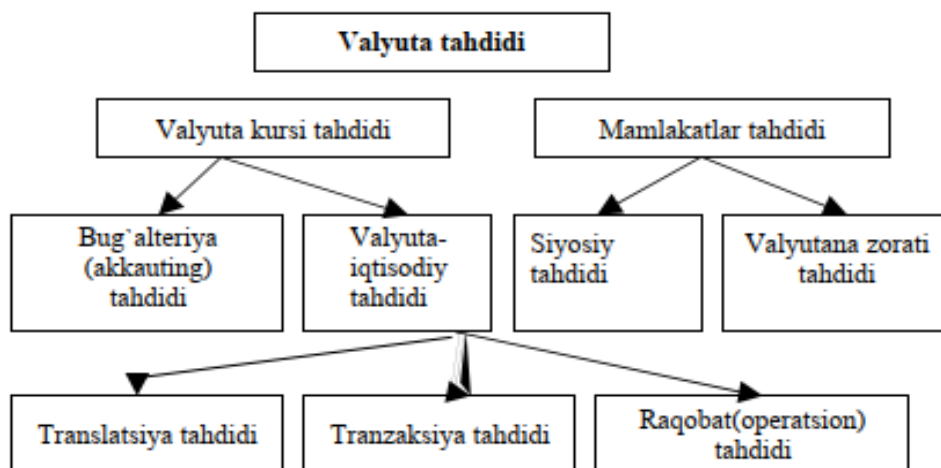 Valyuta tahdidi
Valyuta kursi tahdidi
Mamlakatlar tahdidi
Bug`alteriya
(akkauting)
tahdidi
Valyuta-
iqtisodiy
tahdidi
Siyosiy
tahdidi
Valyutana zorati
tahdidi
Translatsiya tahdidi
Tranzaksiya tahdidi
Raqobat(operatsion)
tahdidi